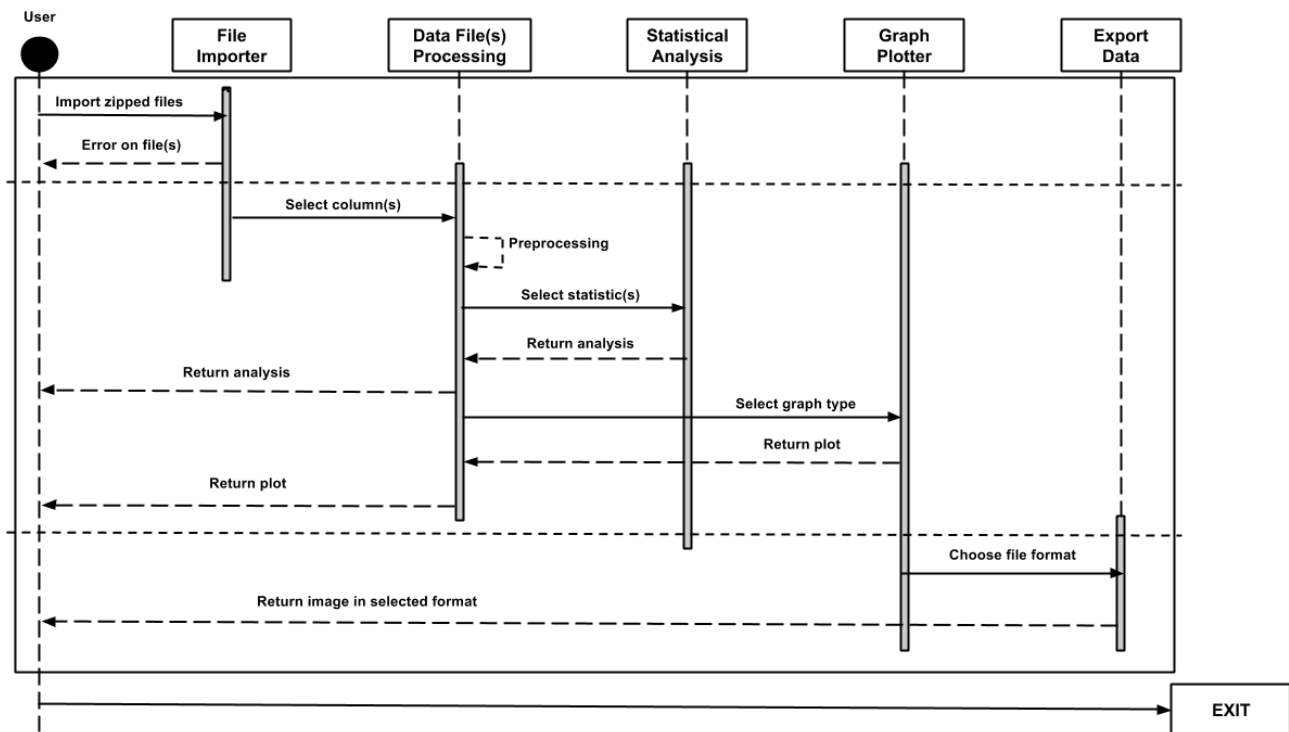 User
File
Importer
Data File(s)
Processing
Statistical
Analysis
Graph
Plotter
Export
Data
Import zipped files
Error on file(s)
Select column(s)
Preprocessing
Select statistic(s)
Return analysis
Return analysis
Select graph type
Return plot
Return plot
Choose file format
Return image in selected format
EXIT